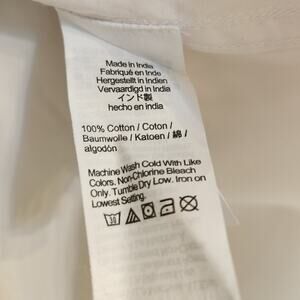 Made in India
Fabriqué en Inde
Hergestellt in Indien
Vervaardigd in India
インド製
hecho en india
100% Cotton / Coton /
Baumwolle / Katoen / 綿 /
algodón
Machine Wash Cold With Like
Colors. Non-Chlorine Bleach
Only. Tumble Dry Low. Iron on
Lowest Setting.
30